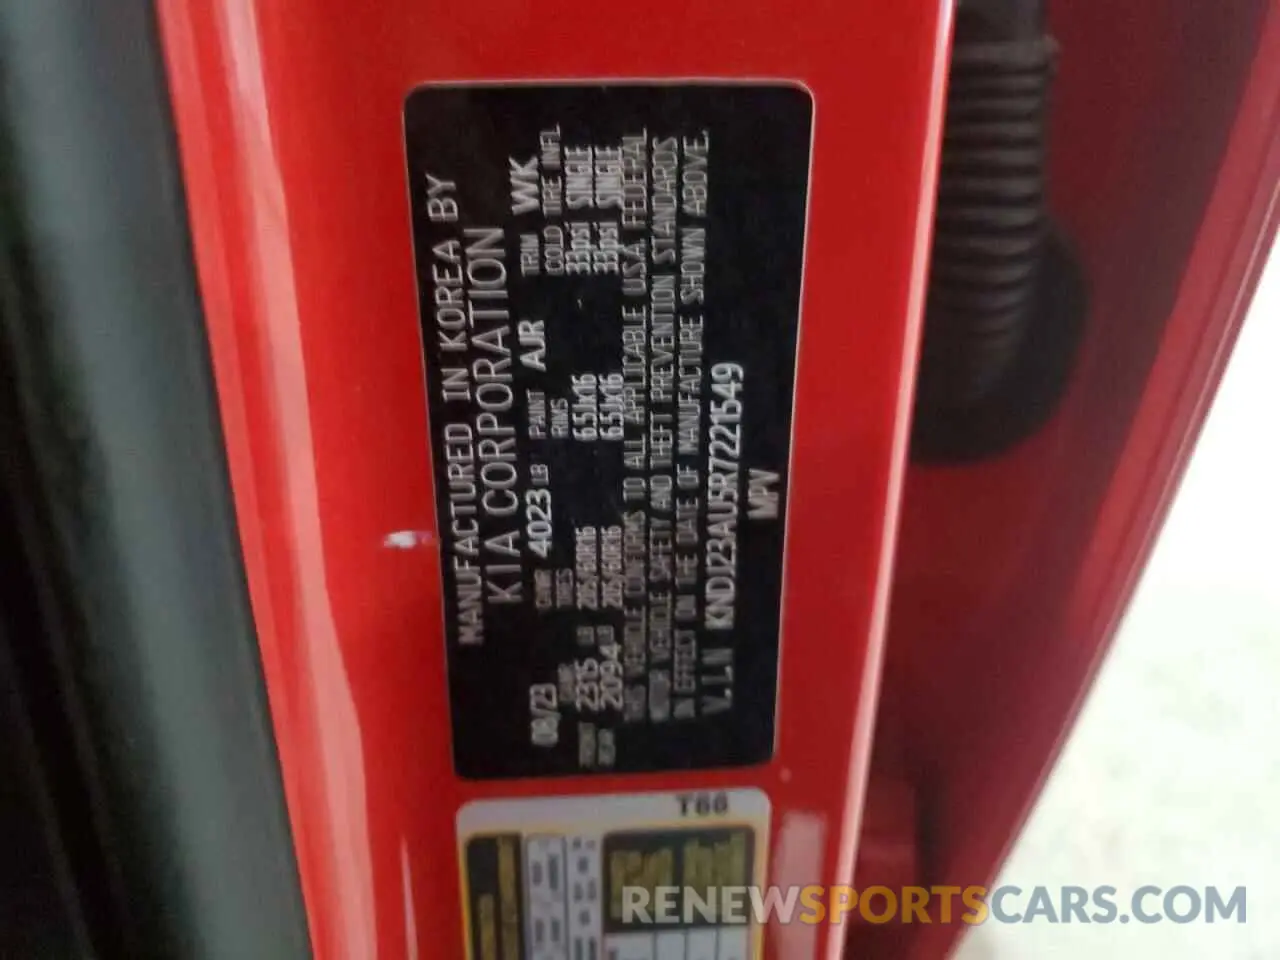 MANUFACTURED IN KOREA BY
KIA CORPORATION
08/23 GVWR 4023 LB PAINT AJR TRIM WK
GAWR TIRES RIMS COLD TIRE INFL
FRONT 2315 LB 205/60R16 6.5Jx16 33psi SINGLE
REAR 2094 LB 205/60R16 6.5Jx16 33psi SINGLE
THIS VEHICLE CONFORMS TO ALL APPLICABLE U.S.A. FEDERAL
MOTOR VEHICLE SAFETY AND THEFT PREVENTION STANDARDS
IN EFFECT ON THE DATE OF MANUFACTURE SHOWN ABOVE.
V.I.N KNDJ23AU5R7221549
MPV
T66
RENEWSPORTSCARS.COM